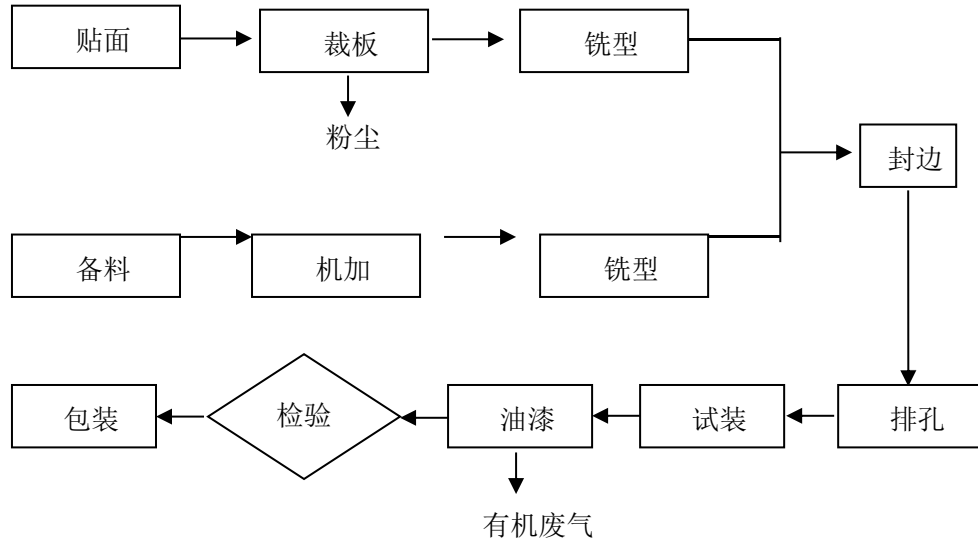 贴面
裁板
铣型
粉尘
封边
备料
机加
铣型
包装
检验
油漆
试装
排孔
有机废气